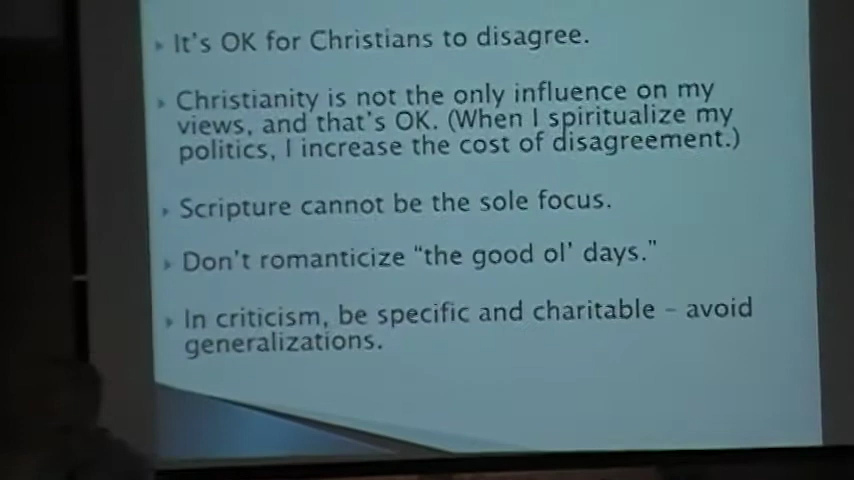 It's OK for Christians to disagree.
Christianity is not the only influence on my
views, and that's OK. (When I spiritualize my
politics, I increase the cost of disagreement.)
Scripture cannot be the sole focus.
Don't romanticize “the good ol’ days.”
In criticism, be specific and charitable – avoid
generalizations.